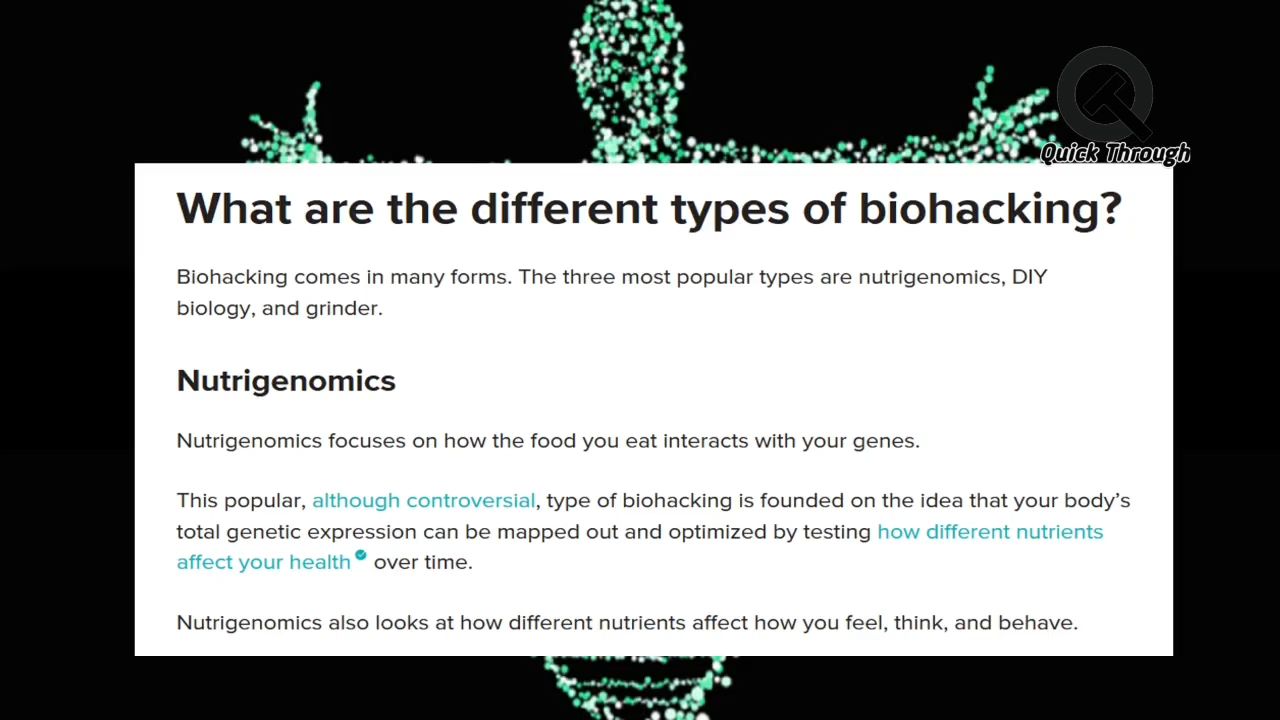 Quick Through
What are the different types of biohacking?
Biohacking comes in many forms. The three most popular types are nutrigenomics, DIY
biology, and grinder.
Nutrigenomics
Nutrigenomics focuses on how the food you eat interacts with your genes.
This popular, although controversial, type of biohacking is founded on the idea that your body’s
total genetic expression can be mapped out and optimized by testing how different nutrients
affect your health over time.
Nutrigenomics also looks at how different nutrients affect how you feel, think, and behave.